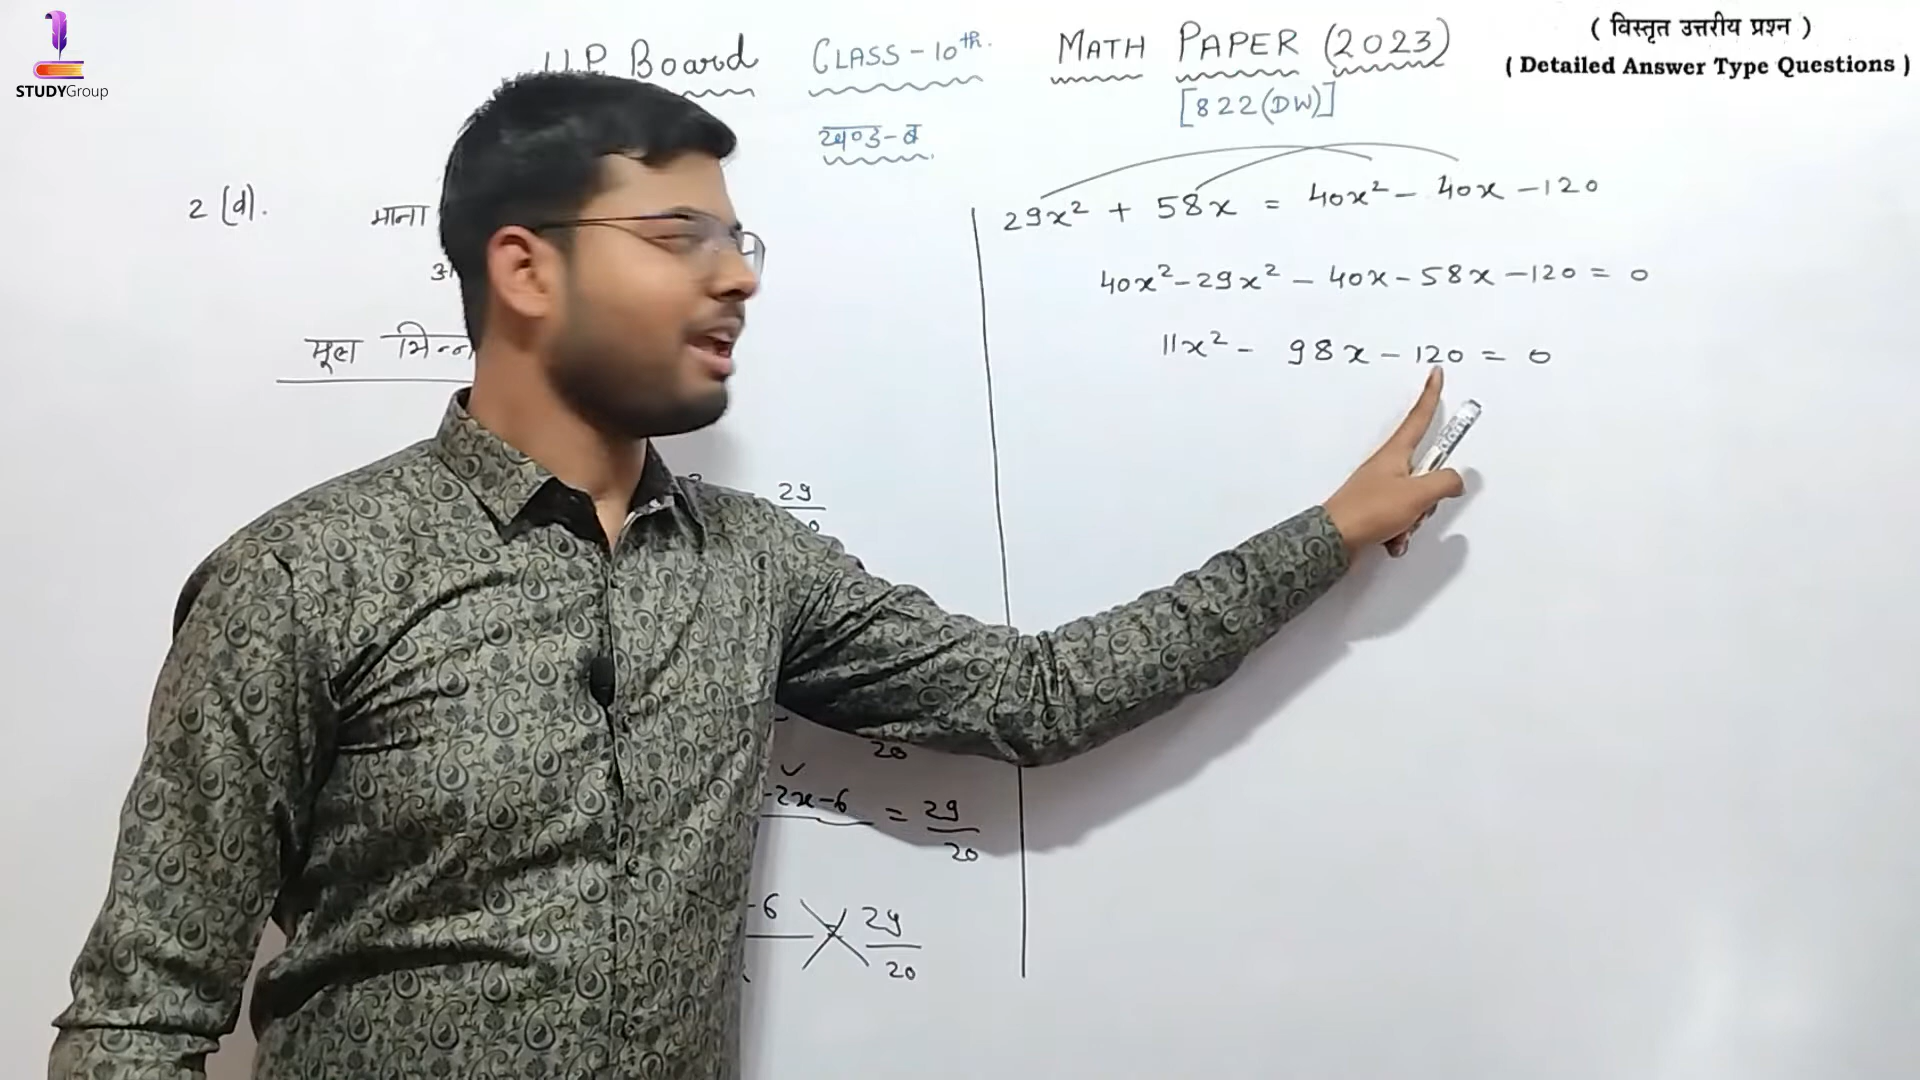 STUDYGroup
U.P. Board CLASS-10th. MATH PAPER (2023)
[822(DW)]
खण्ड-ब
( विस्तृत उत्तरीय प्रश्न )
( Detailed Answer Type Questions )
2 (d).
माना
मूल भिन्न
29
20
-2x-6 = 29/20
-6
29/20
29x² + 58x = 40x² - 40x - 120
40x² - 29x² - 40x - 58x - 120 = 0
11x² - 98x - 120 = 0